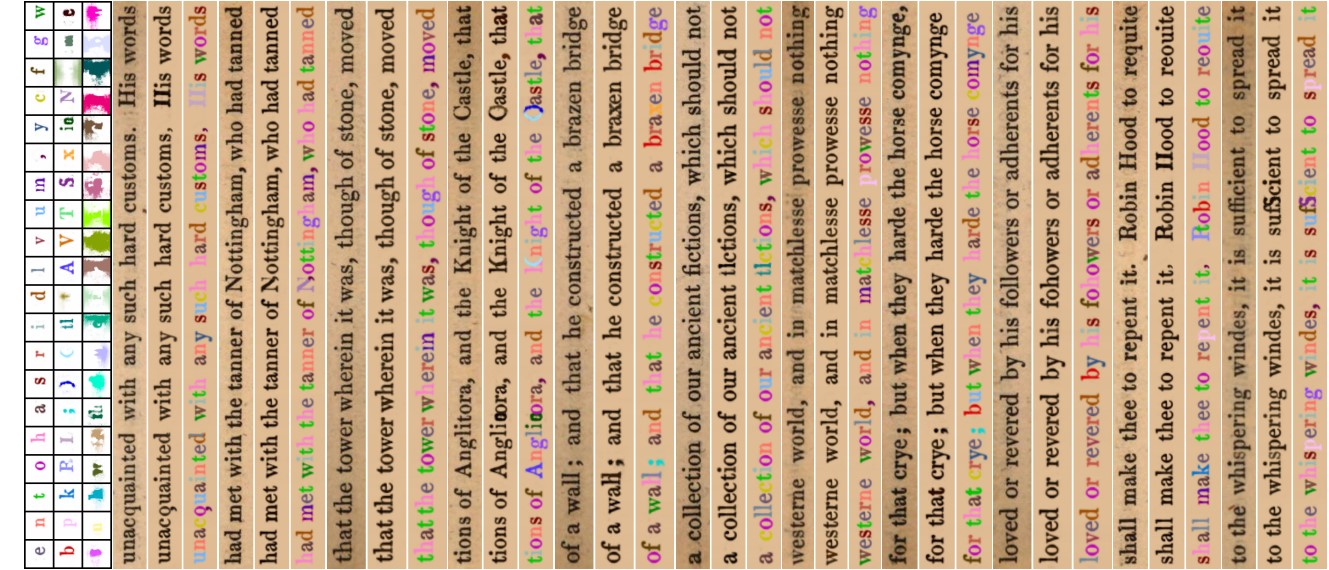 e n t o h a s r i d l v u m , y c f g w
b p k R I ; ) ( tl * A V T S x ia N m e
unacquainted with any such hard customs. His words
unacquainted with any such hard customs, IIis words
unacquainted with any such hard customs, IIis words
had met with the tanner of Nottingham, who had tanned
had met with the tanner of Nottingham, who had tanned
had met with the tanner of Nottingham, who had tanned
that the tower wherein it was, though of stone, moved
that the tower wherein it was, though of stone, moved
that the tower wherein it was, though of stone, moved
tions of Anglitora, and the Knight of the Castle, that
tions of Anglitora, and the Knight of the Castle, that
tions of Angliiaora, and the Knight of the )astle, that
of a wall ; and that he constructed a brazen bridge
of a wall ; and that he constructed a braxen bridge
of a wall ; and that he constructed a braxen bridge
a collection of our ancient fictions, which should not
a collection of our ancient tlctions, which should not
a collection of our ancient tlctions, which should not
westerne world, and in matchlesse prowesse nothing
westerne world, and in matchlesse prowesse nothing
westerne world, and in matchlesse prowesse nothing
for that crye ; but when they harde the horse comynge,
for that crye ; but when they harde the horse comynge
for that crye ; but when they harde the horse comynge
loved or revered by his followers or adherents for his
loved or revered by his fohowers or adherents for his
loved or revered by his fohowers or adherents for his
shall make thee to repent it. Robin Hood to requite
shall make thee to repent it, Robin IIood to reouite
shall make thee to repent it, Robin IIood to reouite
to the whispering windes, it is sufficient to spread it
to the whispering windes, it is sufScient to spread it
to the whispering windes, it is sufScient to spread it